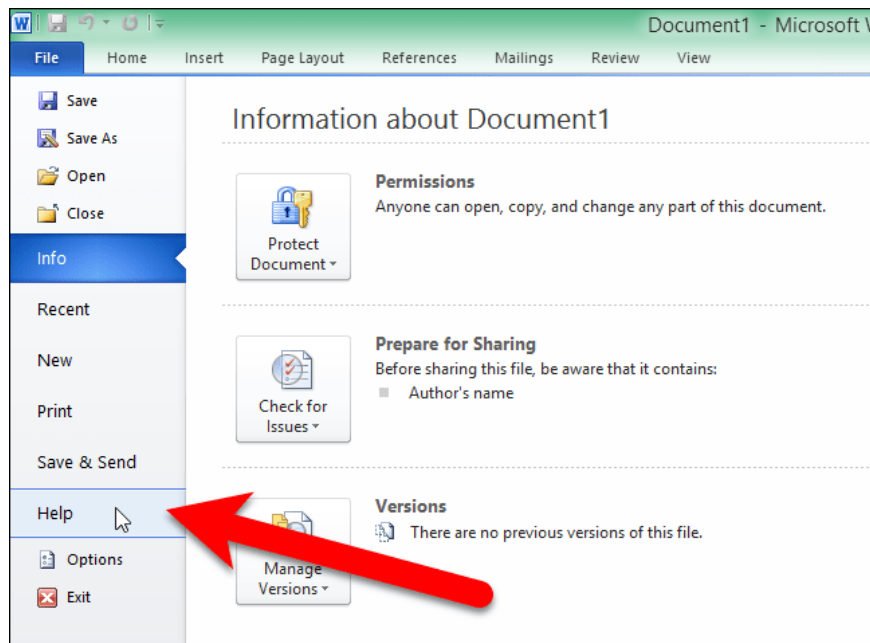 W
Document1 - Microsoft W
File Home Insert Page Layout References Mailings Review View
Save
Save As
Open
Close
Info
Recent
New
Print
Save & Send
Help
Options
Exit
Information about Document1
Protect
Document
Permissions
Anyone can open, copy, and change any part of this document.
Check for
Issues
Prepare for Sharing
Before sharing this file, be aware that it contains:
Author's name
Manage
Versions
Versions
There are no previous versions of this file.